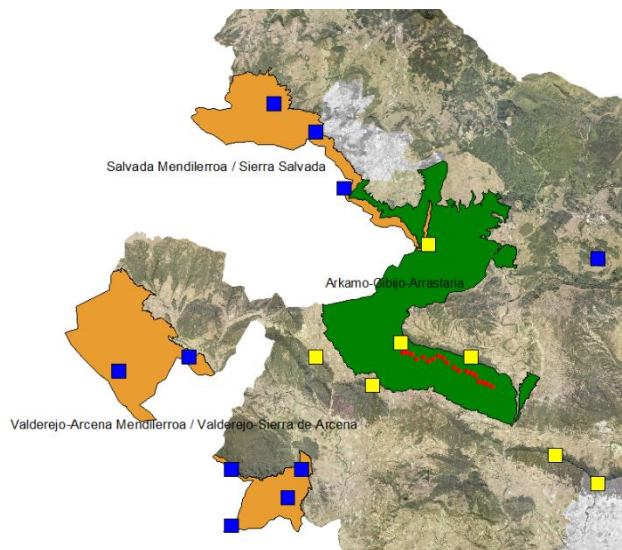 Salvada Mendilerroa / Sierra Salvada
Arkamo-Gibijo-Arrastaria
Valderejo-Arcena Mendilerroa / Valderejo-Sierra de Arcena